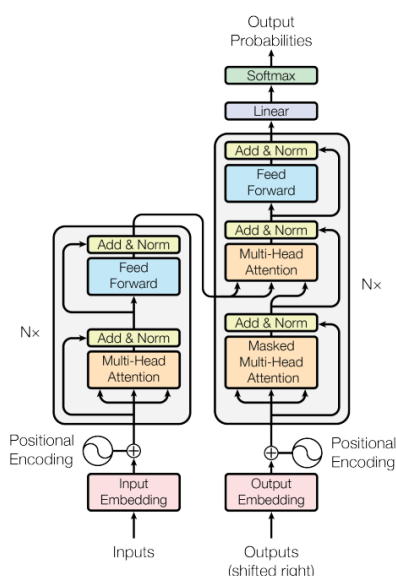 Output
Probabilities
Softmax
Linear
Add & Norm
Feed
Forward
Add & Norm
Multi-Head
Attention
Add & Norm
Masked
Multi-Head
Attention
N×
Add & Norm
Feed
Forward
Add & Norm
Multi-Head
Attention
N×
Positional
Encoding
Positional
Encoding
Input
Embedding
Output
Embedding
Inputs
Outputs
(shifted right)